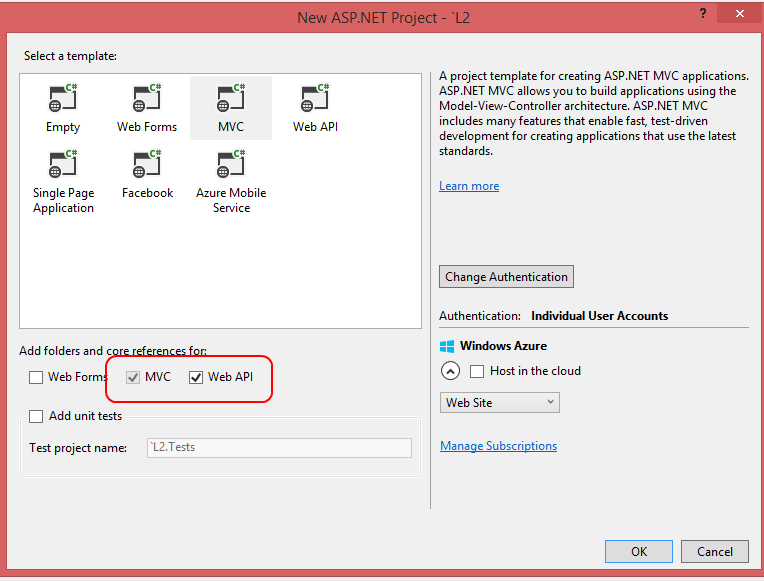 New ASP.NET Project - `L2
?
Select a template:
C# C# C# C#
Empty Web Forms MVC Web API
C# C# C#
Single Page Facebook Azure Mobile
Application Service
A project template for creating ASP.NET MVC applications.
ASP.NET MVC allows you to build applications using the
Model-View-Controller architecture. ASP.NET MVC
includes many features that enable fast, test-driven
development for creating applications that use the latest
standards.
Learn more
Change Authentication
Authentication: Individual User Accounts
Windows Azure
Host in the cloud
Web Site
Manage Subscriptions
Add folders and core references for:
Web Forms MVC Web API
Add unit tests
Test project name: `L2.Tests
OK Cancel